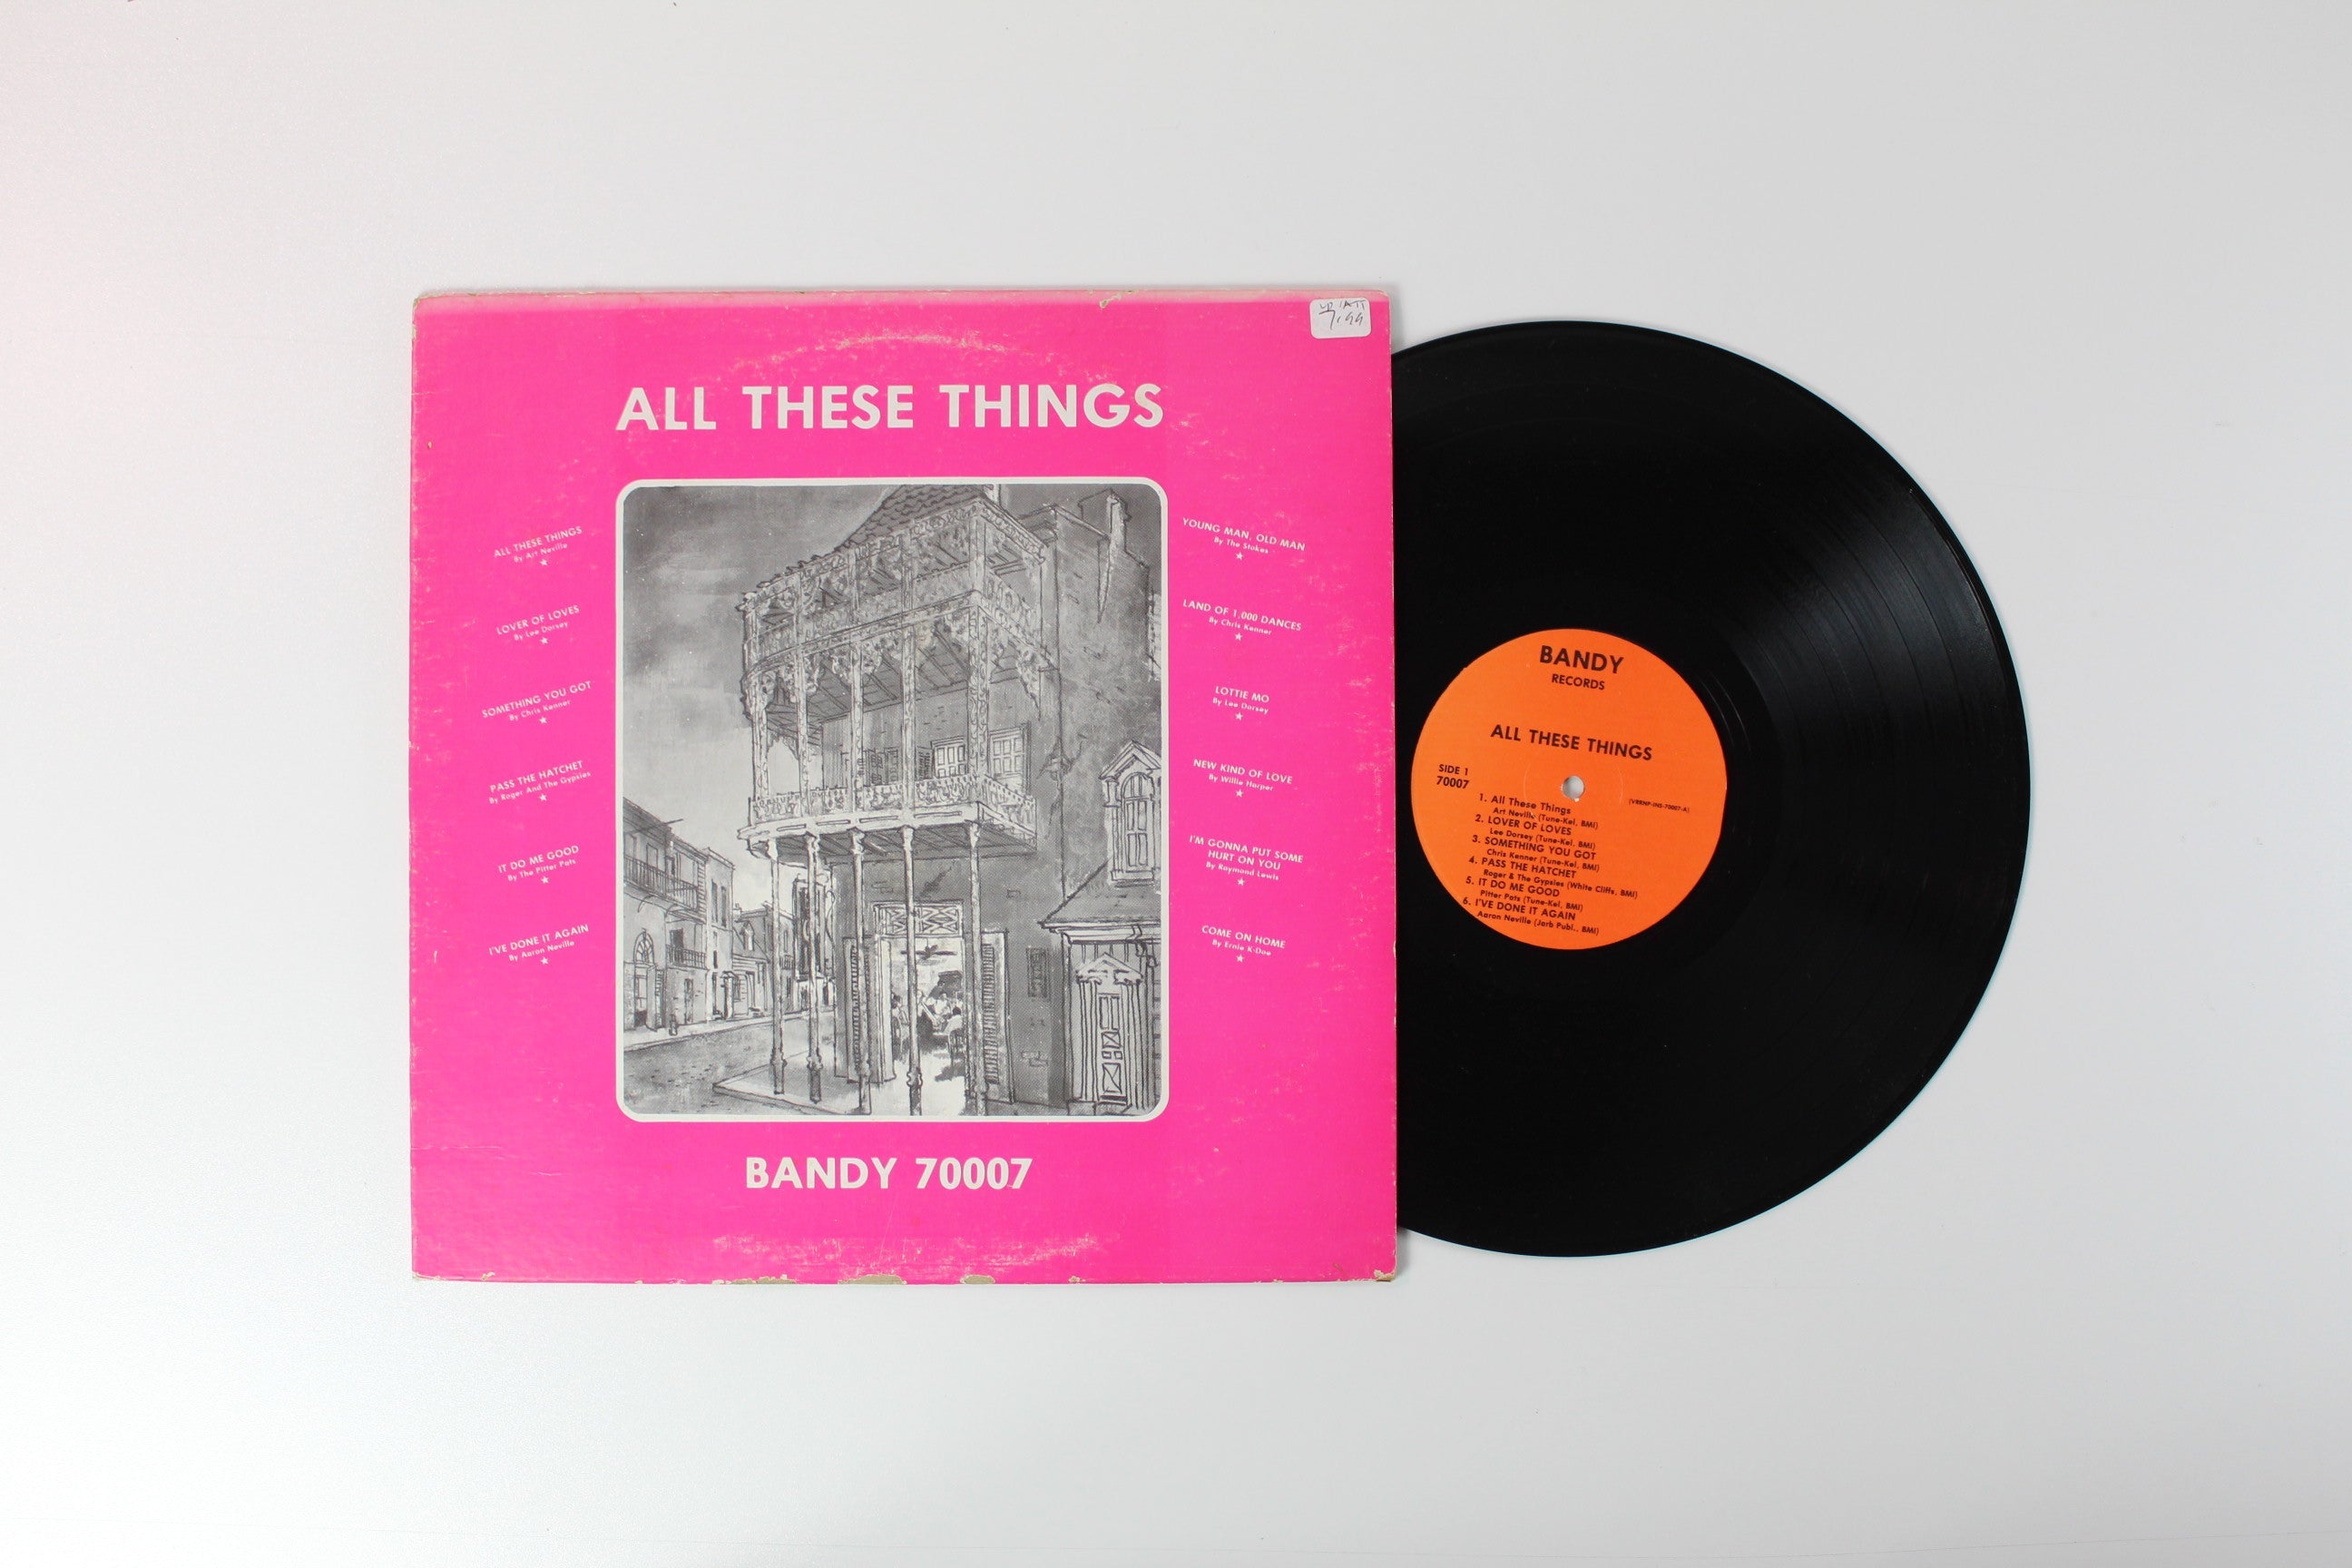 7.99
ALL THESE THINGS
ALL THESE THINGS
By Art Neville
LOVER OF LOVES
By Lee Dorsey
SOMETHING YOU GOT
By Chris Kenner
PASS THE HATCHET
By Roger And The Gypsies
IT DO ME GOOD
By The Pitter Pats
I'VE DONE IT AGAIN
By Aaron Neville
YOUNG MAN, OLD MAN
By The Stokes
LAND OF 1,000 DANCES
By Chris Kenner
LOTTIE MO
By Lee Dorsey
NEW KIND OF LOVE
By Willie Harper
I'M GONNA PUT SOME
HURT ON YOU
By Raymond Lewis
COME ON HOME
By Ernie K-Doe
BANDY 70007
BANDY
RECORDS
ALL THESE THINGS
SIDE 1
70007
1. All These Things
Art Neville (Tune-Kel, BMI)
2. LOVER OF LOVES
Lee Dorsey (Tune-Kel, BMI)
3. SOMETHING YOU GOT
Chris Kenner (Tune-Kel, BMI)
4. PASS THE HATCHET
Roger & The Gypsies (White Cliffs, BMI)
5. IT DO ME GOOD
Pitter Pats (Tune-Kel, BMI)
6. I'VE DONE IT AGAIN
Aaron Neville (Jarb Publ., BMI)